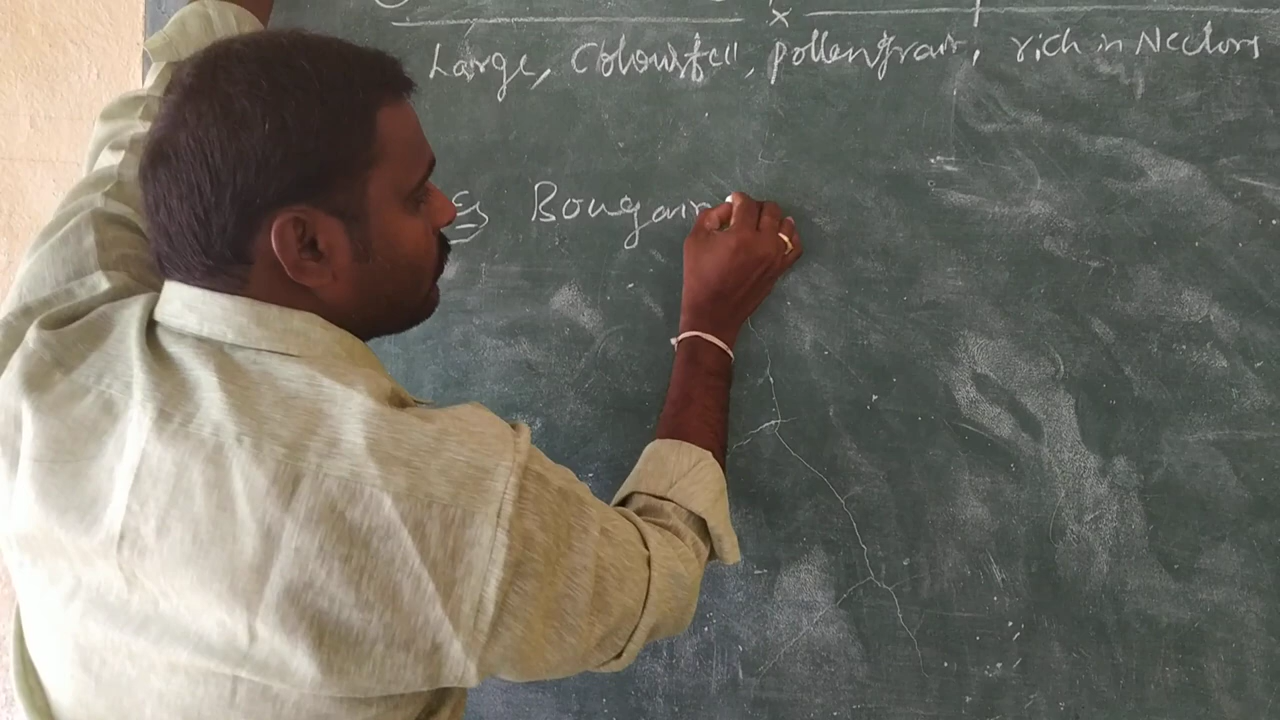 Large, Colourfull, pollengrain, rich in Nectors
Eg Bougain